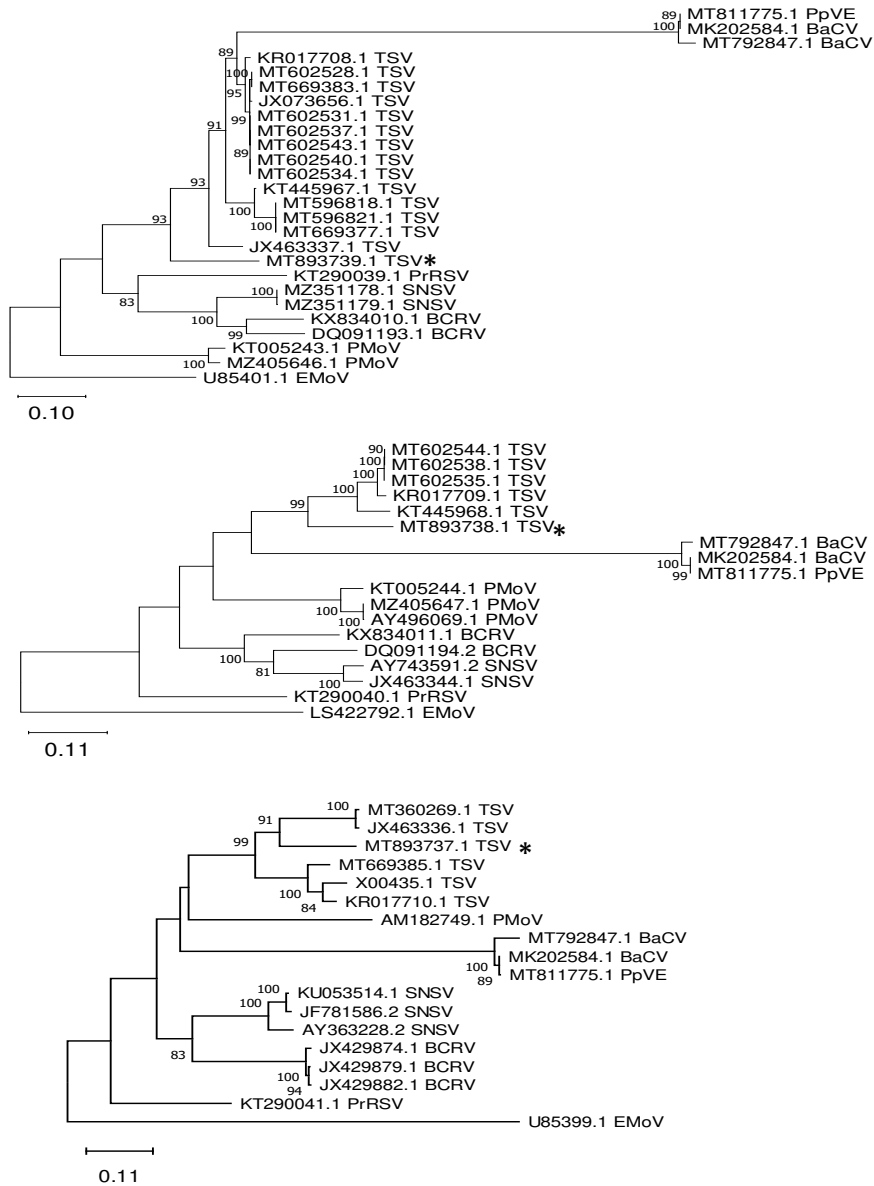 89 MT811775.1 PpVE
100 MK202584.1 BaCV
MT792847.1 BaCV
89 KR017708.1 TSV
100 MT602528.1 TSV
MT669383.1 TSV
95 JX073656.1 TSV
99 MT602531.1 TSV
91 MT602537.1 TSV
MT602543.1 TSV
89 MT602540.1 TSV
MT602534.1 TSV
93 KT445967.1 TSV
MT596818.1 TSV
100 MT596821.1 TSV
93 100 MT669377.1 TSV
JX463337.1 TSV
MT893739.1 TSV*
KT290039.1 PrRSV
83 100 MZ351178.1 SNSV
MZ351179.1 SNSV
100 KX834010.1 BCRV
99 DQ091193.1 BCRV
KT005243.1 PMoV
100 MZ405646.1 PMoV
U85401.1 EMoV
0.10
90 MT602544.1 TSV
100 MT602538.1 TSV
100 MT602535.1 TSV
100 KR017709.1 TSV
99 KT445968.1 TSV
MT893738.1 TSV*
MT792847.1 BaCV
100 MK202584.1 BaCV
99 MT811775.1 PpVE
KT005244.1 PMoV
100 MZ405647.1 PMoV
100 AY496069.1 PMoV
KX834011.1 BCRV
100 DQ091194.2 BCRV
81 AY743591.2 SNSV
100 JX463344.1 SNSV
KT290040.1 PrRSV
LS422792.1 EMoV
0.11
100 MT360269.1 TSV
91 JX463336.1 TSV
99 MT893737.1 TSV *
MT669385.1 TSV
100 X00435.1 TSV
84 KR017710.1 TSV
AM182749.1 PMoV
MT792847.1 BaCV
100 MK202584.1 BaCV
89 MT811775.1 PpVE
100 KU053514.1 SNSV
100 JF781586.2 SNSV
AY363228.2 SNSV
83 JX429874.1 BCRV
100 JX429879.1 BCRV
94 JX429882.1 BCRV
KT290041.1 PrRSV
U85399.1 EMoV
0.11